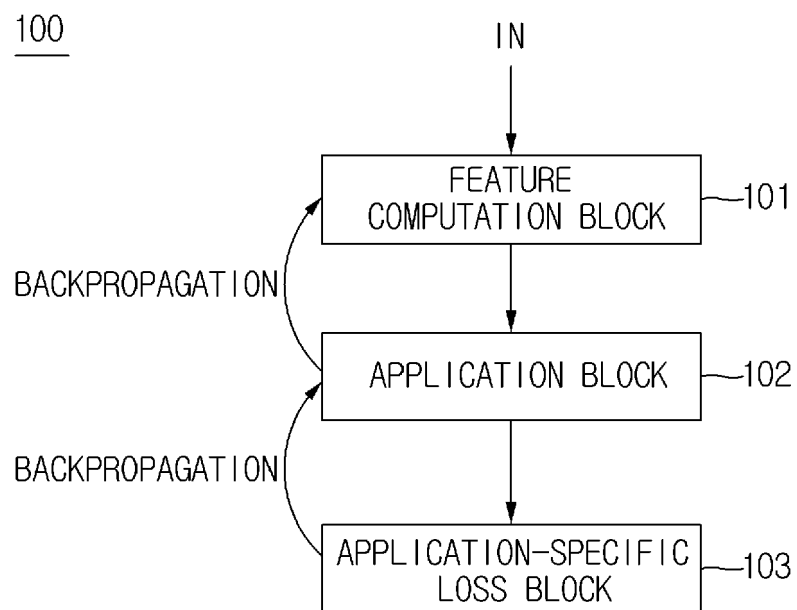 100
IN
FEATURE
COMPUTATION BLOCK
101
BACKPROPAGATION
APPLICATION BLOCK
102
BACKPROPAGATION
APPLICATION-SPECIFIC
LOSS BLOCK
103